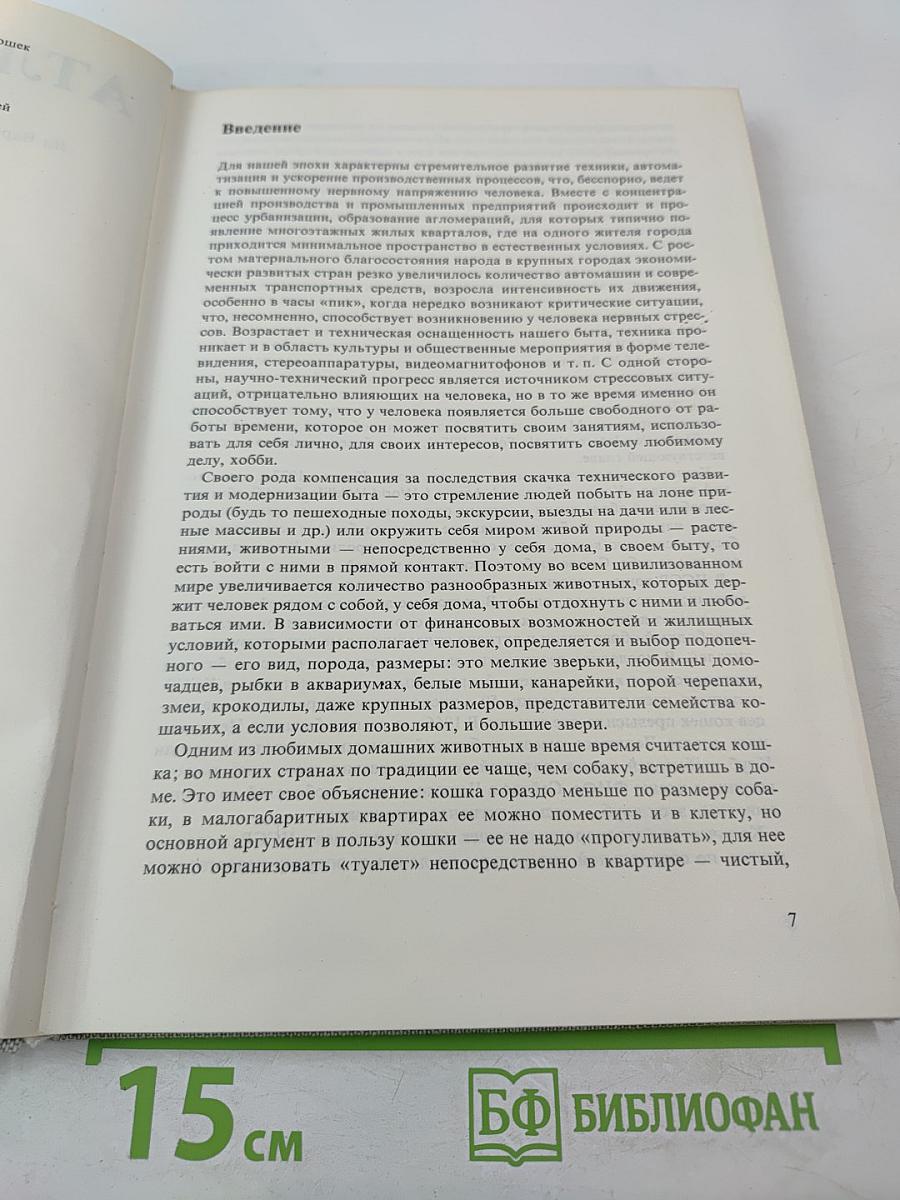 ошек
ей
Введение
Для нашей эпохи характерны стремительное развитие техники, автома-
тизация и ускорение производственных процессов, что, бесспорно, ведет
к повышенному нервному напряжению человека. Вместе с концентра-
цией производства и промышленных предприятий происходит и про-
цесс урбанизации, образование агломераций, для которых типично по-
явление многоэтажных жилых кварталов, где на одного жителя города
приходится минимальное пространство в естественных условиях. С рос-
том материального благосостояния народа в крупных городах экономи-
чески развитых стран резко увеличилось количество автомашин и совре-
менных транспортных средств, возросла интенсивность их движения,
особенно в часы «пик», когда нередко возникают критические ситуации,
что, несомненно, способствует возникновению у человека нервных стрес-
сов. Возрастает и техническая оснащенность нашего быта, техника про-
никает и в область культуры и общественные мероприятия в форме теле-
видения, стереоаппаратуры, видеомагнитофонов и т. п. С одной сторо-
ны, научно-технический прогресс является источником стрессовых ситу-
аций, отрицательно влияющих на человека, но в то же время именно он
способствует тому, что у человека появляется больше свободного от ра-
боты времени, которое он может посвятить своим занятиям, использо-
вать для себя лично, для своих интересов, посвятить своему любимому
делу, хобби.
Своего рода компенсация за последствия скачка технического разви-
тия и модернизации быта — это стремление людей побыть на лоне при-
роды (будь то пешеходные походы, экскурсии, выезды на дачи или в лес-
ные массивы и др.) или окружить себя миром живой природы — расте-
ниями, животными — непосредственно у себя дома, в своем быту, то
есть войти с ними в прямой контакт. Поэтому во всем цивилизованном
мире увеличивается количество разнообразных животных, которых дер-
жит человек рядом с собой, у себя дома, чтобы отдохнуть с ними и любо-
ваться ими. В зависимости от финансовых возможностей и жилищных
условий, которыми располагает человек, определяется и выбор подопеч-
ного — его вид, порода, размеры: это мелкие зверьки, любимцы домо-
чадцев, рыбки в аквариумах, белые мыши, канарейки, порой черепахи,
змеи, крокодилы, даже крупных размеров, представители семейства ко-
шачьих, а если условия позволяют, и большие звери.
Одним из любимых домашних животных в наше время считается кош-
ка; во многих странах по традиции ее чаще, чем собаку, встретишь в до-
ме. Это имеет свое объяснение: кошка гораздо меньше по размеру соба-
ки, в малогабаритных квартирах ее можно поместить и в клетку, но
основной аргумент в пользу кошки — ее не надо «прогуливать», для нее
можно организовать «туалет» непосредственно в квартире — чистый,
7
15 см
БФ БИБЛИОФАН